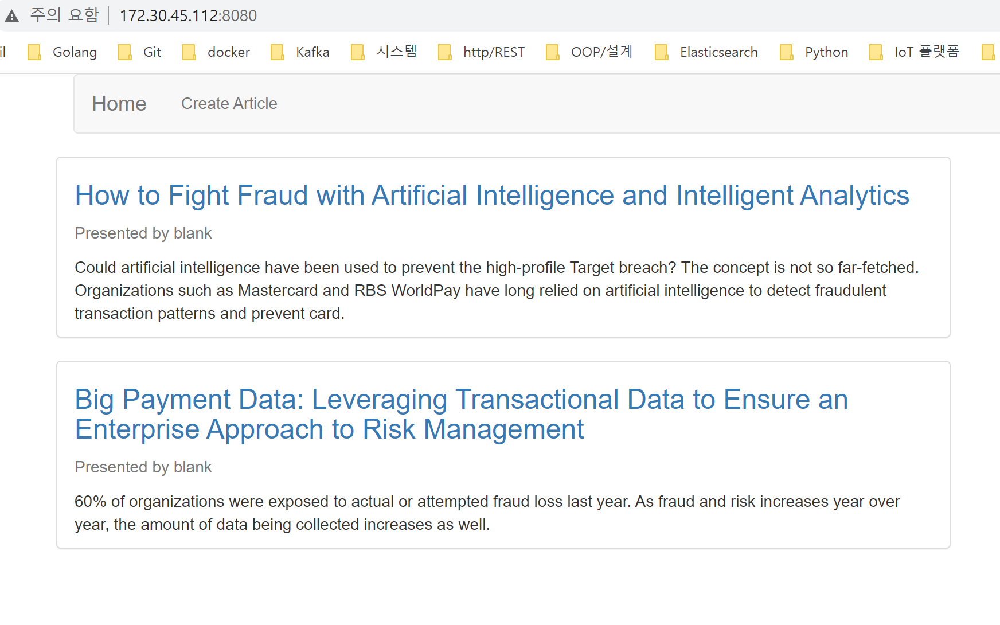 주의 요함 | 172.30.45.112:8080
il Golang Git docker Kafka 시스템 http/REST OOP/설계 Elasticsearch Python IoT 플랫폼
Home Create Article
How to Fight Fraud with Artificial Intelligence and Intelligent Analytics
Presented by blank
Could artificial intelligence have been used to prevent the high-profile Target breach? The concept is not so far-fetched.
Organizations such as Mastercard and RBS WorldPay have long relied on artificial intelligence to detect fraudulent
transaction patterns and prevent card.
Big Payment Data: Leveraging Transactional Data to Ensure an
Enterprise Approach to Risk Management
Presented by blank
60% of organizations were exposed to actual or attempted fraud loss last year. As fraud and risk increases year over
year, the amount of data being collected increases as well.